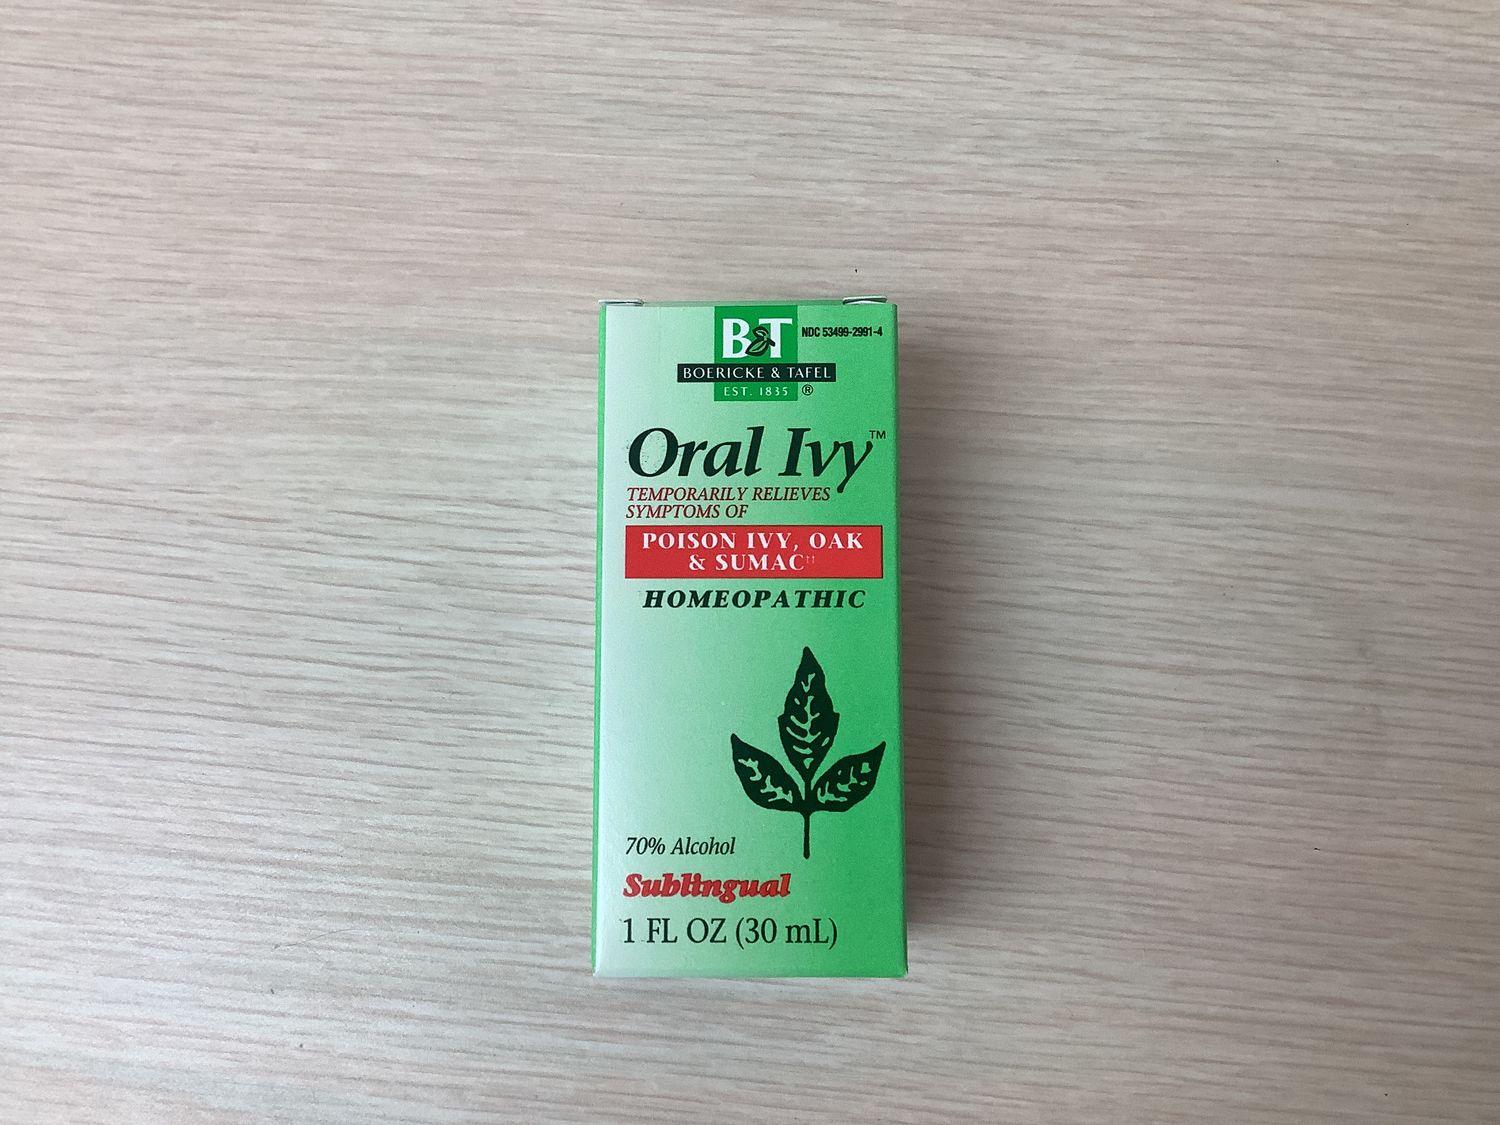 B&T
NDC 53499-2991-4
BOERICKE & TAFEL
EST. 1835 ®
Oral Ivy™
TEMPORARILY RELIEVES
SYMPTOMS OF
POISON IVY, OAK
& SUMAC††
HOMEOPATHIC
70% Alcohol
Sublingual
1 FL OZ (30 mL)